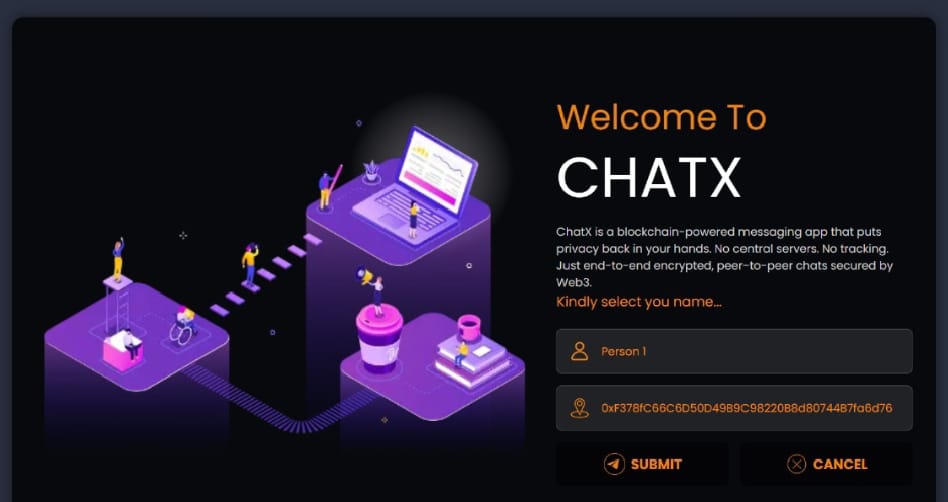 Welcome To
CHATX
ChatX is a blockchain-powered messaging app that puts
privacy back in your hands. No central servers. No tracking.
Just end-to-end encrypted, peer-to-peer chats secured by
Web3.
Kindly select you name...
Person 1
0xF378fC66C6D50D49B9C98220B8d80744B7fa6d76
SUBMIT
CANCEL